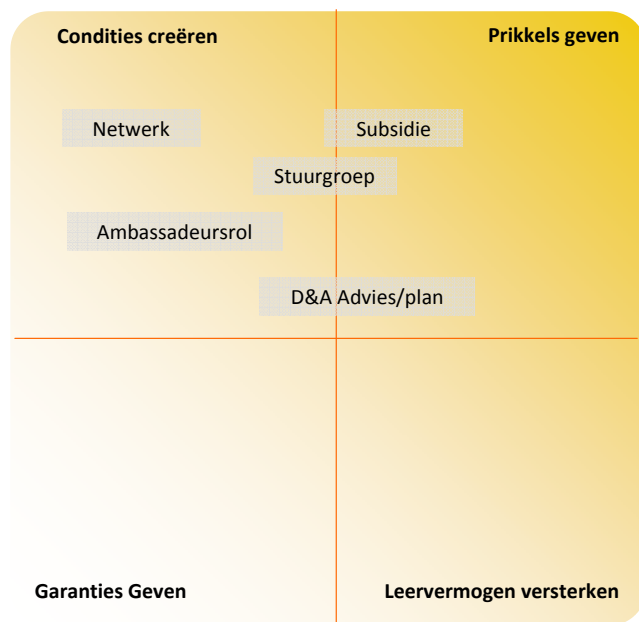 Condities creëren
Prikkels geven
Netwerk
Subsidie
Stuurgroep
Ambassadeursrol
D&A Advies/plan
Garanties Geven
Leervermogen versterken